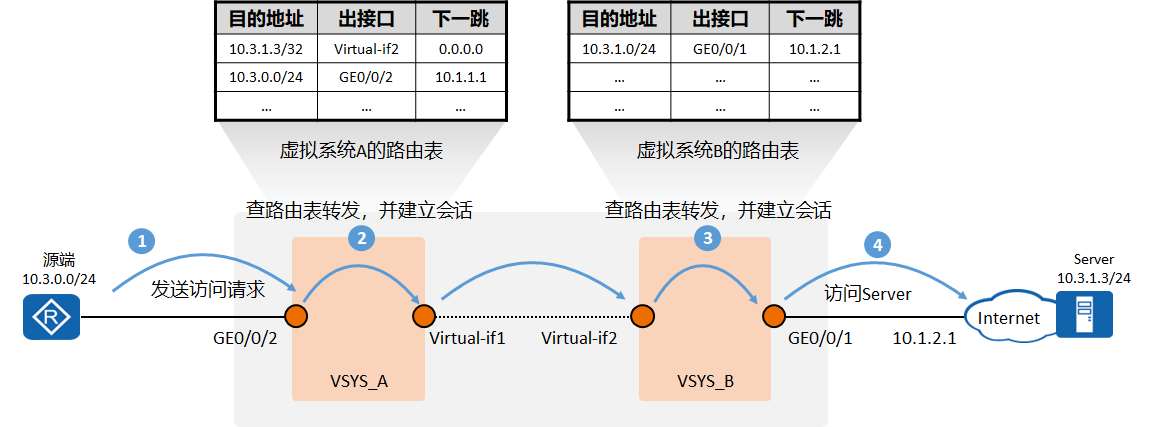 目的地址 出接口 下一跳
10.3.1.3/32 Virtual-if2 0.0.0.0
10.3.0.0/24 GE0/0/2 10.1.1.1
... ... ...
虚拟系统A的路由表
目的地址 出接口 下一跳
10.3.1.0/24 GE0/0/1 10.1.2.1
... ... ...
... ... ...
虚拟系统B的路由表
查路由表转发，并建立会话
查路由表转发，并建立会话
1
2
3
4
源端
10.3.0.0/24
发送访问请求
访问Server
Server
10.3.1.3/24
R
Internet
GE0/0/2
Virtual-if1
Virtual-if2
GE0/0/1
10.1.2.1
VSYS_A
VSYS_B